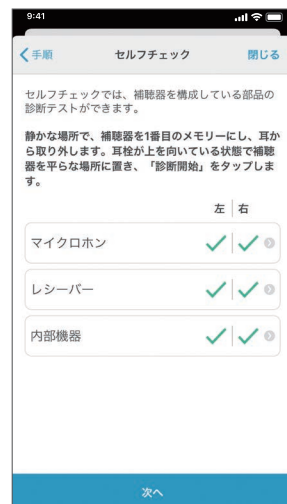 9:41
手順 セルフチェック 閉じる
セルフチェックでは、補聴器を構成している部品の
診断テストができます。
静かな場所で、補聴器を1番目のメモリーにし、耳か
ら取り外します。耳栓が上を向いている状態で補聴
器を平らな場所に置き、「診断開始」をタップしま
す。
左 右
マイクロホン
レシーバー
内部機器
次へ